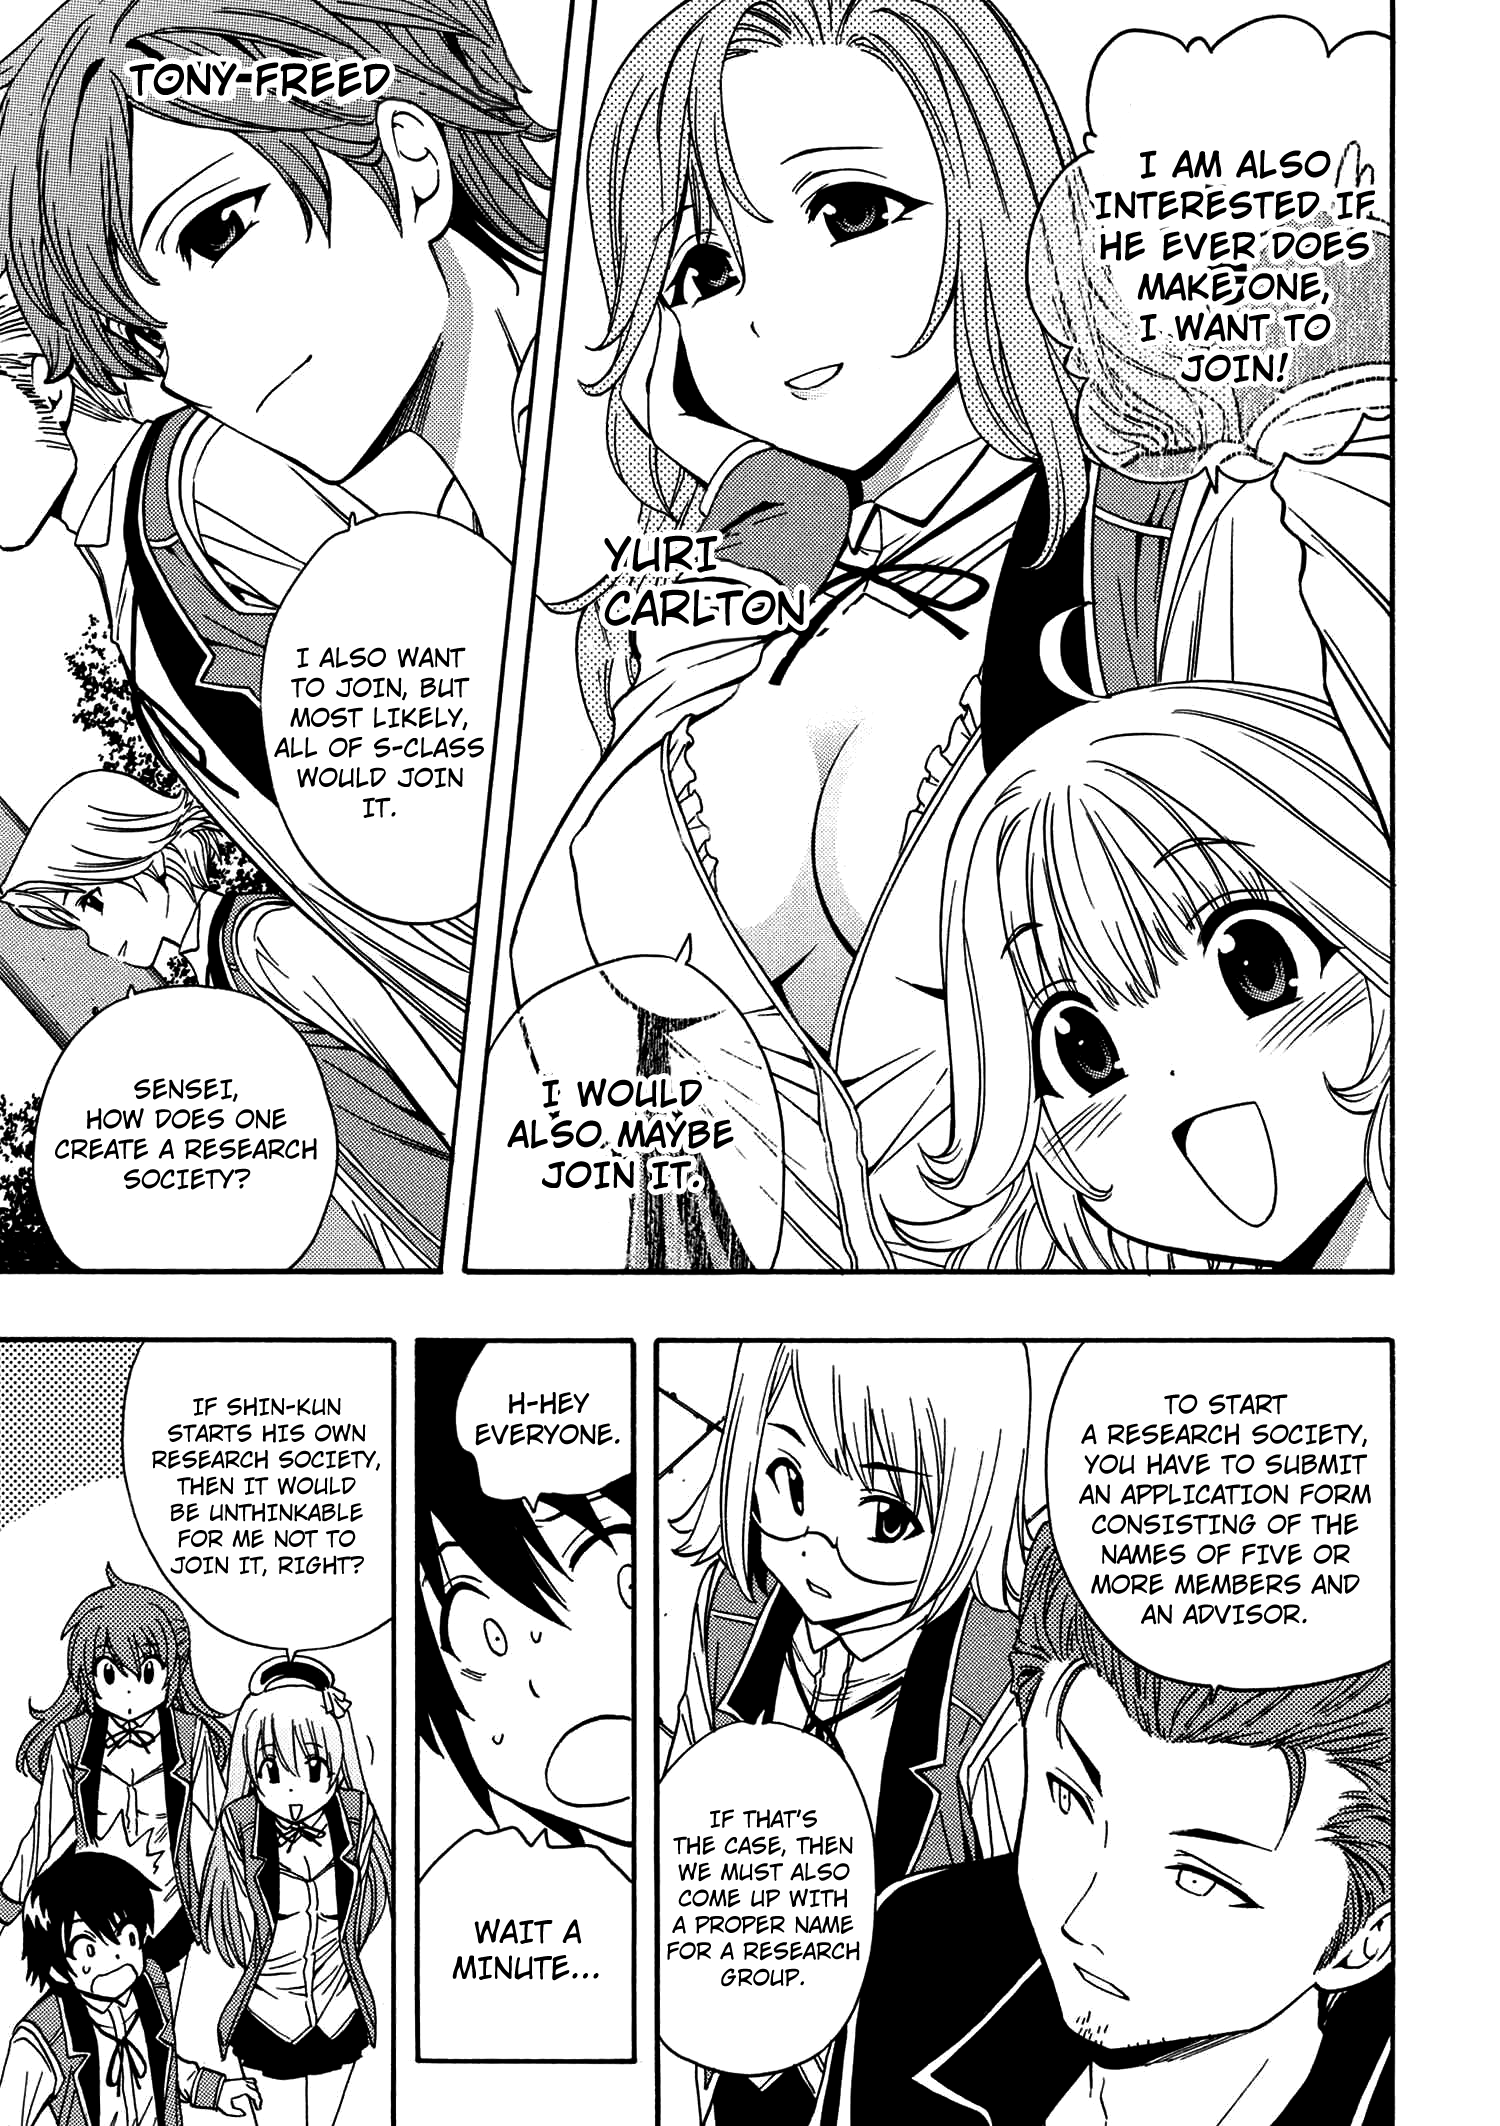 I AM ALSO
INTERESTED IF
HE EVER DOES
MAKE ONE,
I WANT TO
JOIN!
YURI
CARLTON
I WOULD
ALSO MAYBE
JOIN IT.
TONY-FREED
I ALSO WANT
TO JOIN, BUT
MOST LIKELY,
ALL OF S-CLASS
WOULD JOIN
IT.
SENSEI,
HOW DOES ONE
CREATE A RESEARCH
SOCIETY?
TO START
A RESEARCH SOCIETY,
YOU HAVE TO SUBMIT
AN APPLICATION FORM
CONSISTING OF THE
NAMES OF FIVE OR
MORE MEMBERS AND
AN ADVISOR.
IF THAT'S
THE CASE, THEN
WE MUST ALSO
COME UP WITH
A PROPER NAME
FOR A RESEARCH
GROUP.
H-HEY
EVERYONE.
WAIT A
MINUTE...
IF SHIN-KUN
STARTS HIS OWN
RESEARCH SOCIETY,
THEN IT WOULD
BE UNTHINKABLE
FOR ME NOT TO
JOIN IT, RIGHT?